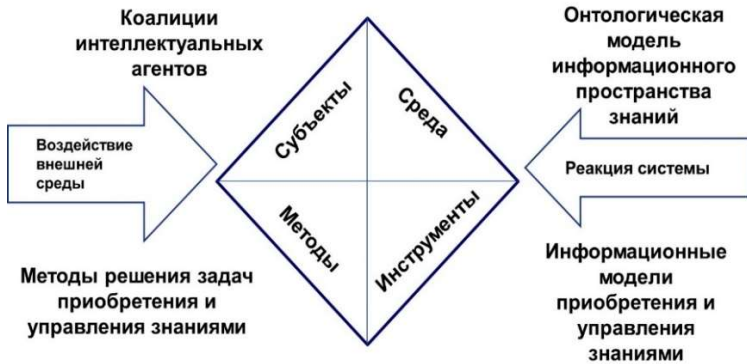 Коалиции
интеллектуальных
агентов
Онтологическая
модель
информационного
пространства
знаний
Субъекты
Среда
Воздействие
внешней
среды
Реакция системы
Методы
Инструменты
Методы решения задач
приобретения и
управления знаниями
Информационные
модели
приобретения и
управления
знаниями